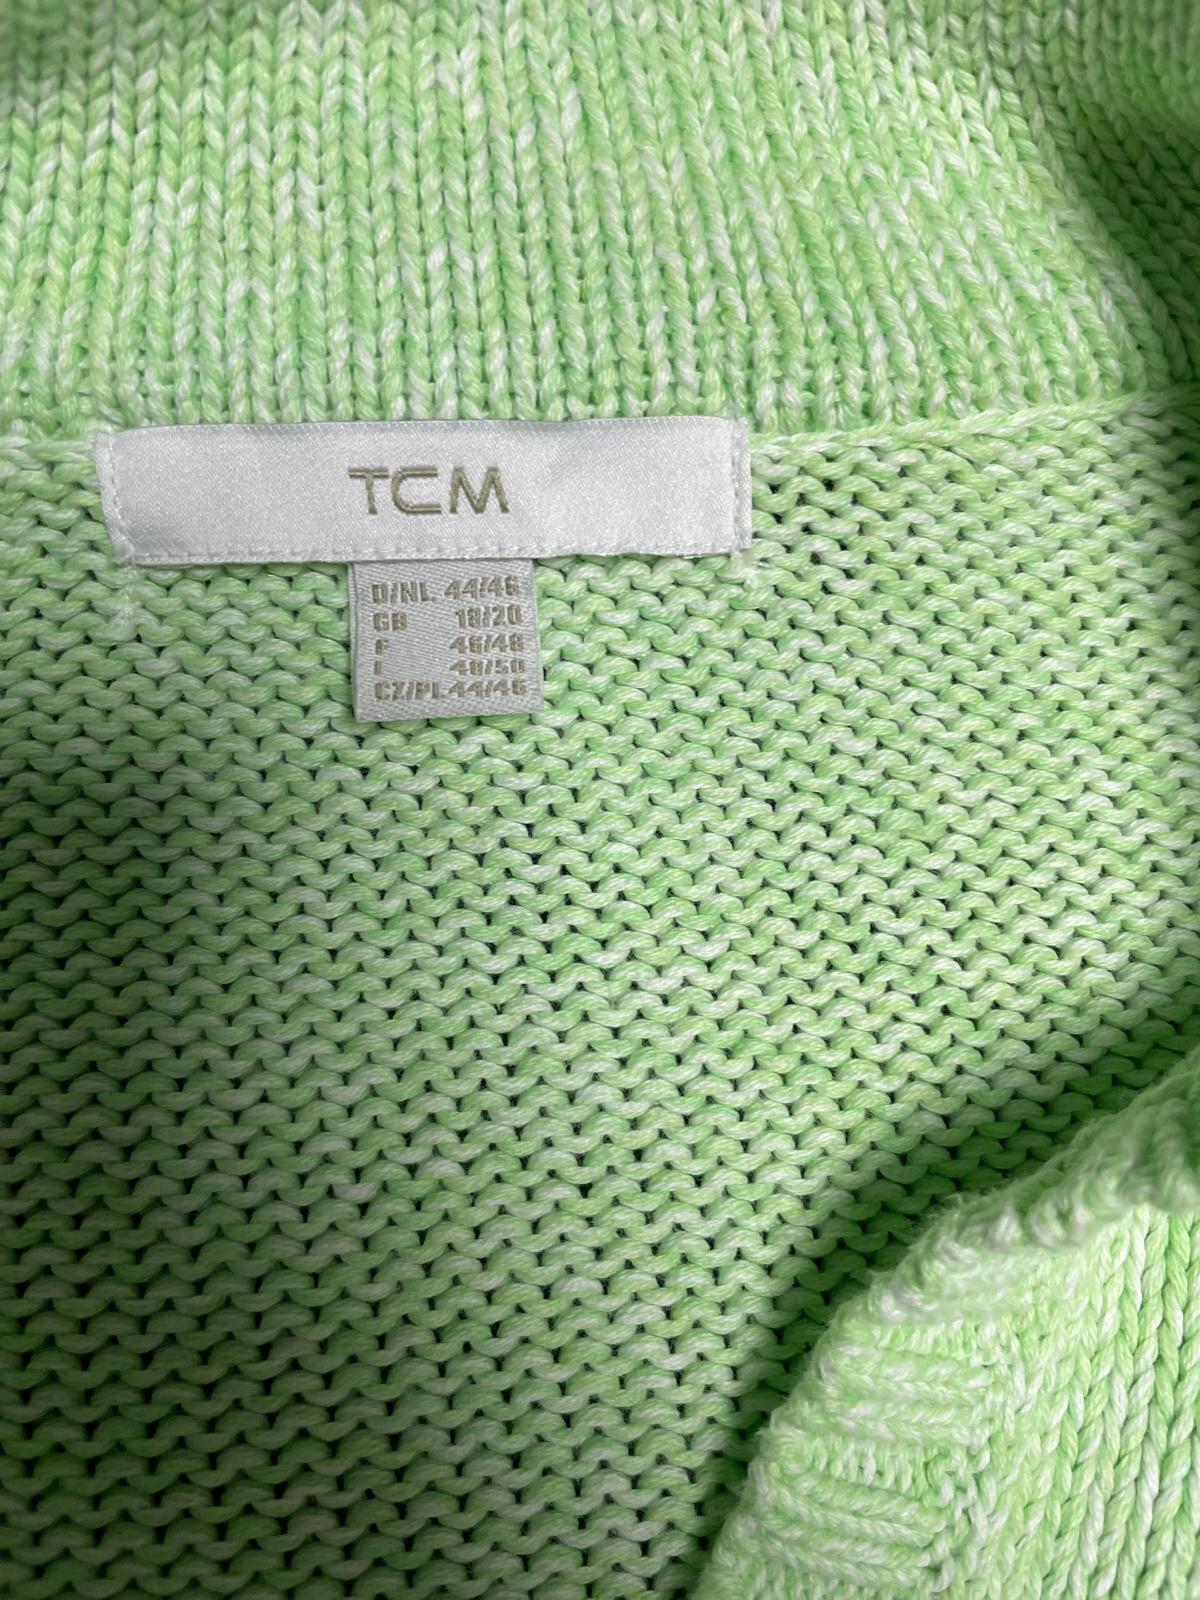 TCM
D/NL 44/46
GB 18/20
F 46/48
I 48/50
CZ/PL 44/46